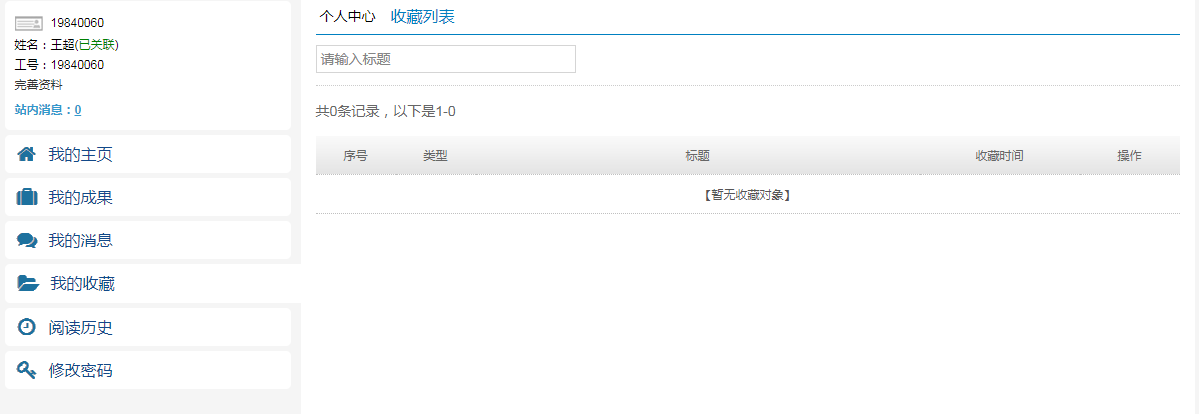 19840060
姓名：王超(已关联)
工号：19840060
完善资料
站内消息：0
我的主页
我的成果
我的消息
我的收藏
阅读历史
修改密码
个人中心 收藏列表
请输入标题
共0条记录，以下是1-0
序号 类型 标题 收藏时间 操作
【暂无收藏对象】